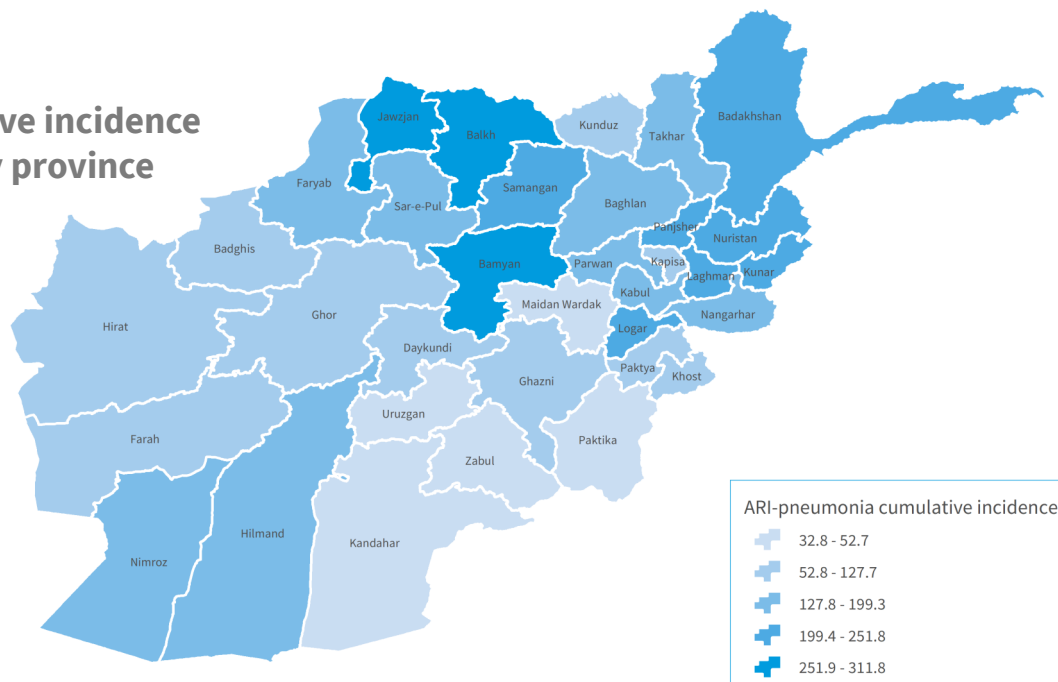 ve incidence
province
Jawzjan
Balkh
Kunduz
Takhar
Badakhshan
Faryab
Sar-e-Pul
Samangan
Baghlan
Panjsher
Nuristan
Badghis
Bamyan
Parwan
Kapisa
Laghman
Kunar
Kabul
Hirat
Ghor
Maidan Wardak
Nangarhar
Logar
Daykundi
Paktya
Khost
Ghazni
Uruzgan
Farah
Paktika
Zabul
Hilmand
Kandahar
Nimroz
ARI-pneumonia cumulative incidence
32.8 - 52.7
52.8 - 127.7
127.8 - 199.3
199.4 - 251.8
251.9 - 311.8